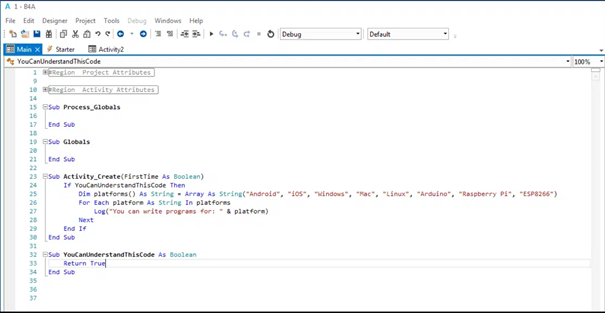 1 - B4A
File Edit Project Tools Debug Windows Help
Debug Default
Main Starter Activity2
YouCanUnderstandThisCode 100%
1 #Region Project Attributes
9
10 #Region Activity Attributes
14
15 Sub Process_Globals
16
17 End Sub
18
19 Sub Globals
20
21 End Sub
22
23 Sub Activity_Create(FirstTime As Boolean)
24 If YouCanUnderstandThisCode Then
25 Dim platforms() As String = Array As String("Android", "iOS", "Windows", "Mac", "Linux", "Arduino", "Raspberry Pi", "ESP8266")
26 For Each platform As String In platforms
27 Log("You can write programs for: " & platform)
28 Next
29 End If
30 End Sub
31
32 Sub YouCanUnderstandThisCode As Boolean
33 Return True
34 End Sub
35
36
37